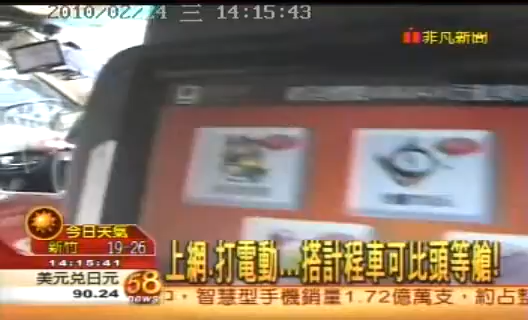 2010/02/24 三 14:15:43
非凡新聞
今日天氣
新竹 19-26
14:15:41
美元兌日元
90.24
58
news
上網.打電動...搭計程車可比頭等艙!
中，智慧型手機銷量1.72億萬支，約占整